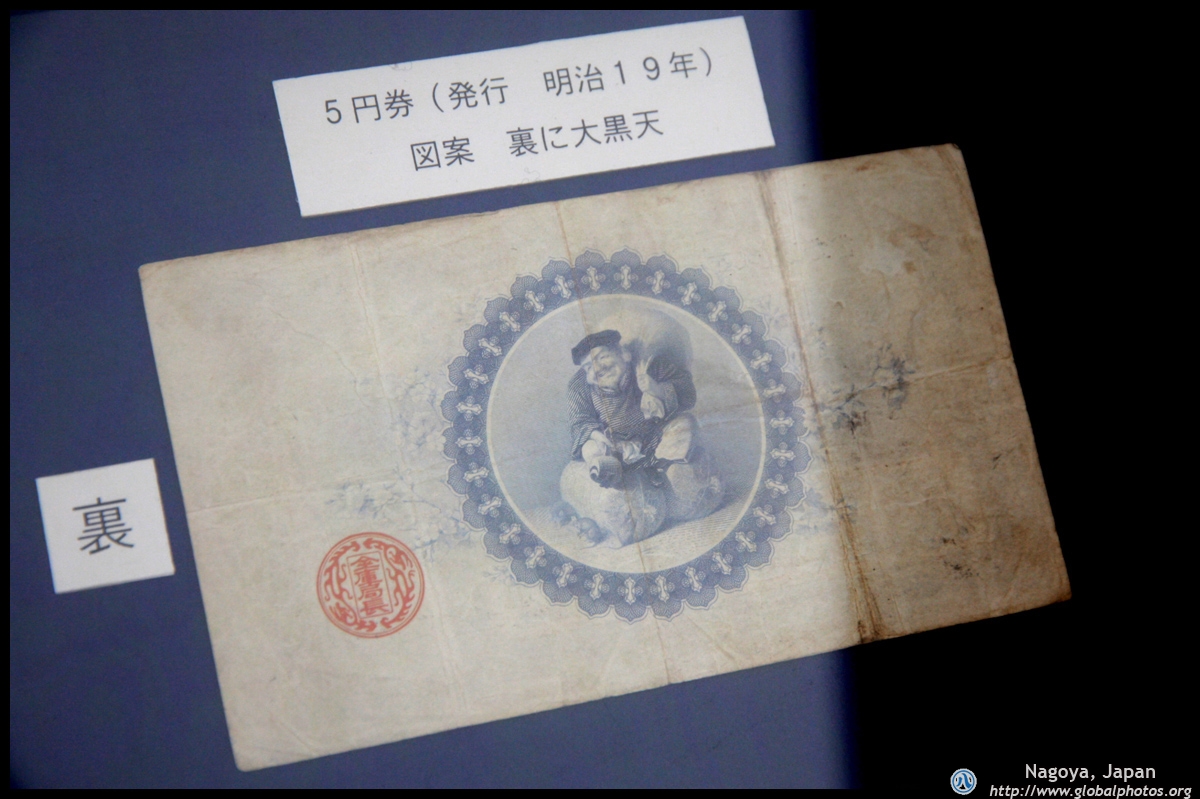 5円券（発行　明治19年）
図案　裏に大黒天
裏
金庫局長
八
Nagoya, Japan
http://www.globalphotos.org